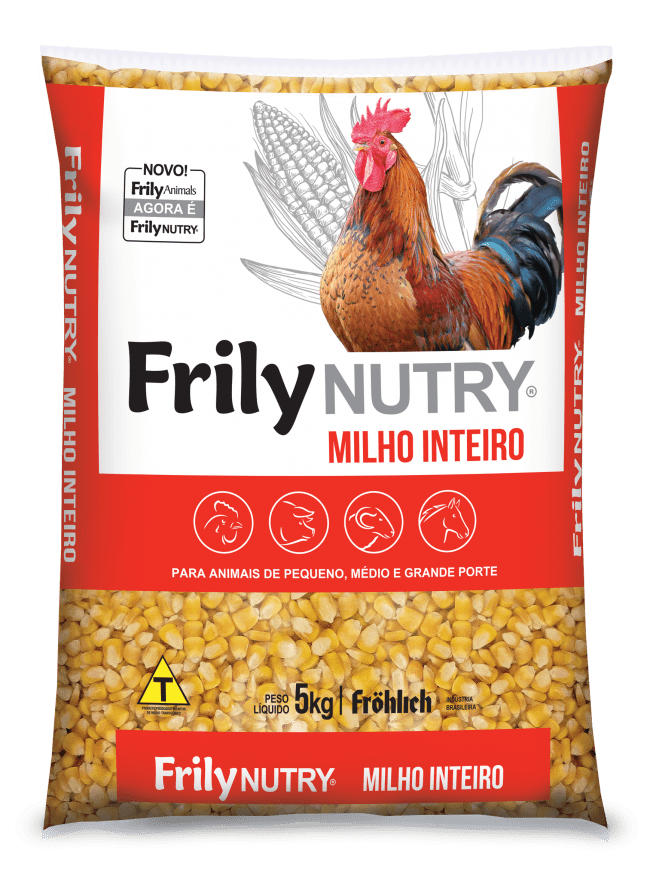 NOVO!
Frily Animals
AGORA É
Frily NUTRY®
Frily NUTRY®
MILHO INTEIRO
Frily NUTRY® MILHO INTEIRO
Frily NUTRY® MILHO INTEIRO
PARA ANIMAIS DE PEQUENO, MÉDIO E GRANDE PORTE
T
PESO
LÍQUIDO
5kg
Fröhlich
INDÚSTRIA
BRASILEIRA
Frily NUTRY® MILHO INTEIRO